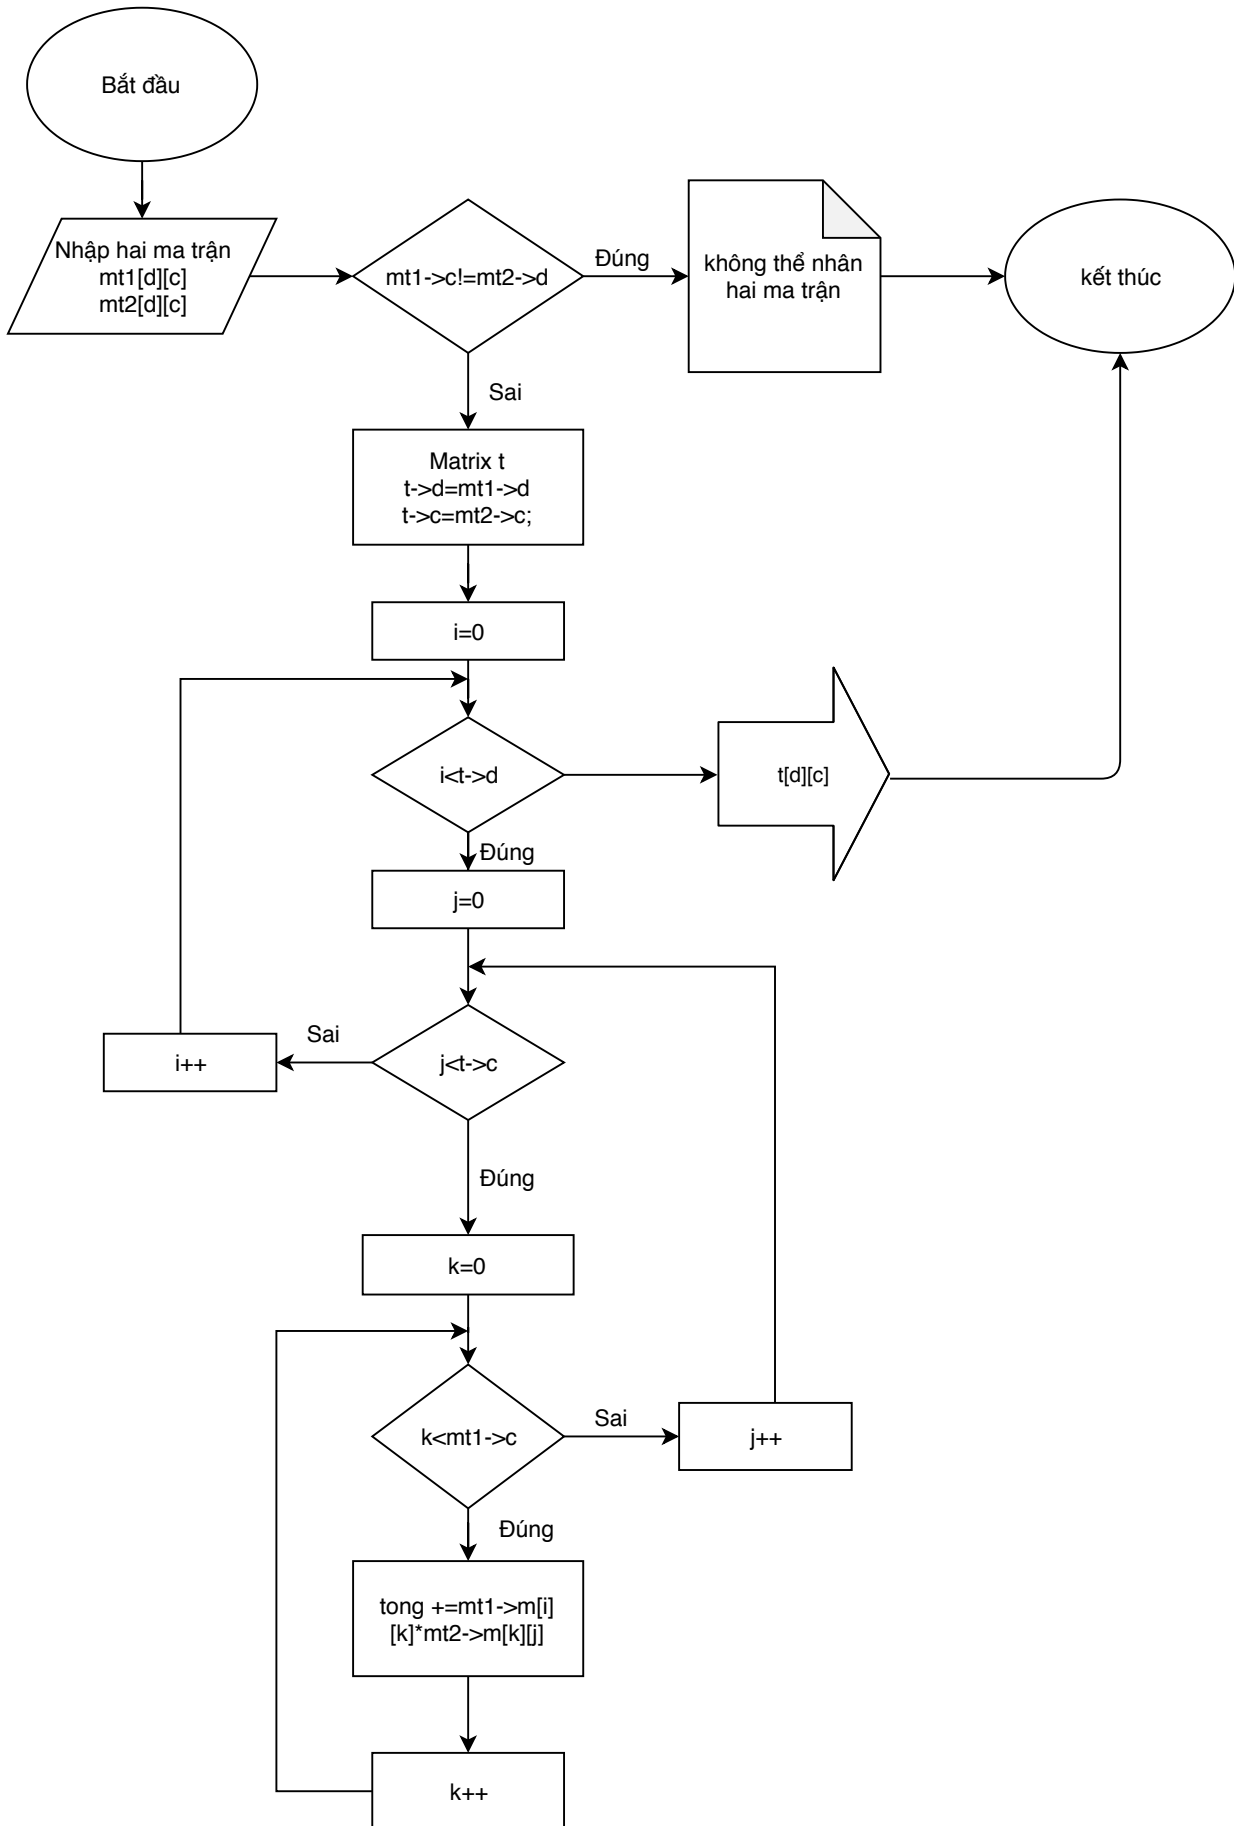 Bắt đầu
Nhập hai ma trận
mt1[d][c]
mt2[d][c]
mt1->c!=mt2->d
Đúng
không thể nhân
hai ma trận
kết thúc
Sai
Matrix t
t->d=mt1->d
t->c=mt2->c;
i=0
i<t->d
t[d][c]
Đúng
j=0
j<t->c
Sai
i++
Đúng
k=0
k<mt1->c
Sai
j++
Đúng
tong +=mt1->m[i]
[k]*mt2->m[k][j]
k++